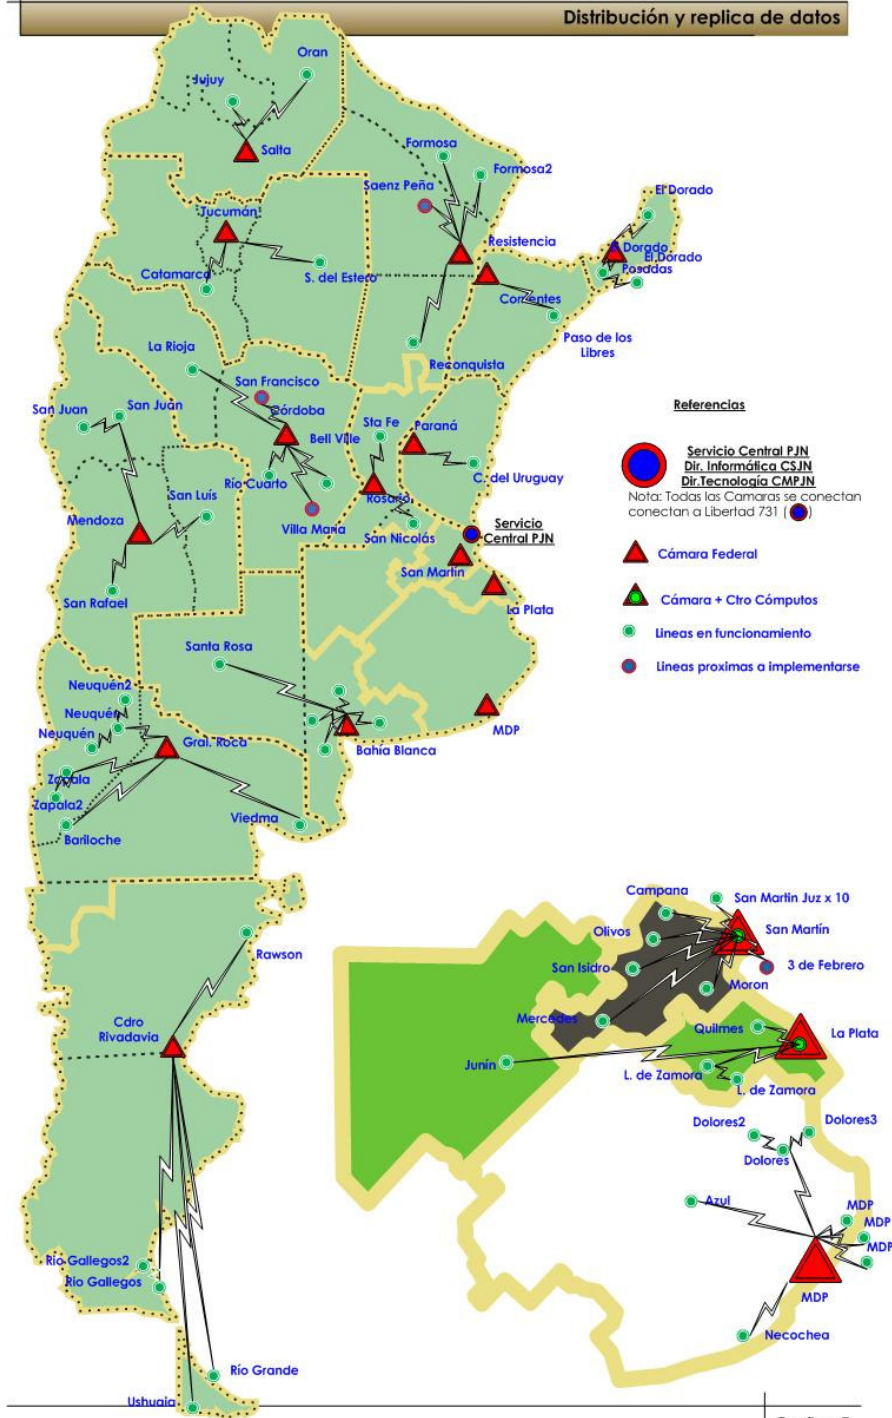 Distribución y replica de datos
Oran
Jujuy
Salta
Formosa
Formosa2
Saenz Peña
El Dorado
Tucumán
Resistencia
Dorado
El Dorado
Posadas
Catamarca
S. del Estero
Corrientes
Paso de los
Libres
La Rioja
Reconquista
San Francisco
San Juan
San Juán
Córdoba
Sta Fe
Paraná
Bell Ville
Referencias
Servicio Central PJN
Dir. Informática CSJN
Dir.Tecnología CMPJN
Nota: Todas las Camaras se conectan
conectan a Libertad 731 ( )
Río Cuarto
C. del Uruguay
San Luís
Rosario
Mendoza
Villa María
San Nicolás
Servicio
Central PJN
Cámara Federal
San Martín
San Rafael
La Plata
Cámara + Ctro Cómputos
Lineas en funcionamiento
Santa Rosa
Lineas proximas a implementarse
Neuquén2
Neuquén
Neuquén
Gral. Roca
Bahía Blanca
MDP
Zapala
Zapala2
Viedma
Bariloche
Campana
San Martin Juz x 10
Olivos
San Martín
Rawson
San Isidro
3 de Febrero
Moron
Cdro
Rivadavia
Mercedes
Quilmes
La Plata
Junín
L. de Zamora
L. de Zamora
Dolores2
Dolores3
Dolores
Azul
MDP
MDP
MDP
Río Gallegos2
Río Gallegos
MDP
Necochea
Río Grande
Ushuaia